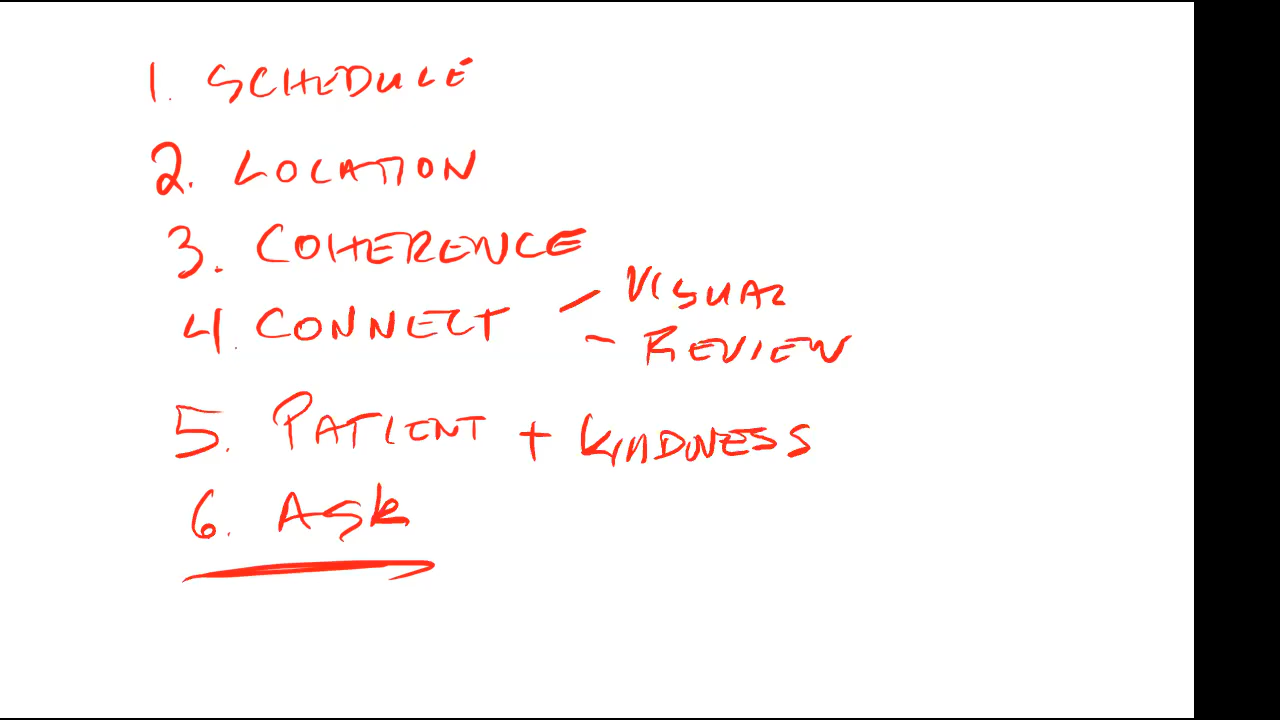 1. SCHEDULE
2. LOCATION
3. COHERENCE
4. CONNECT - VISUAL
- REVIEW
5. PATIENT + KINDNESS
6. ASK